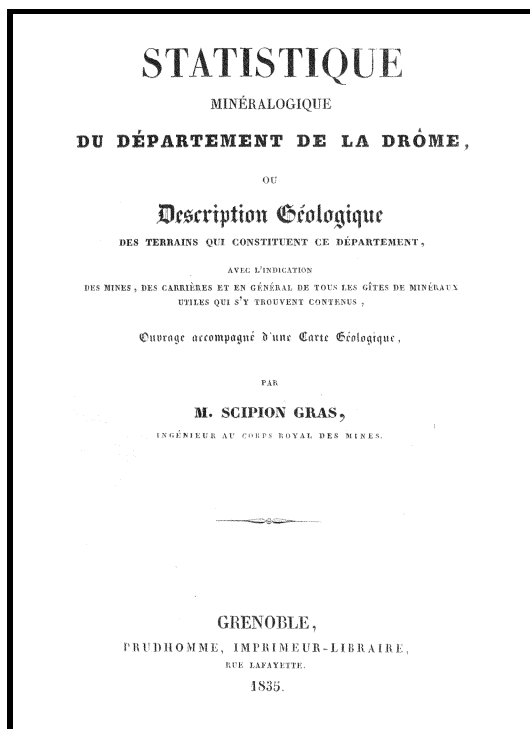 STATISTIQUE
MINÉRALOGIQUE
DU DÉPARTEMENT DE LA DRÔME,
OU
Description Géologique
DES TERRAINS QUI CONSTITUENT CE DÉPARTEMENT,
AVEC L'INDICATION
DES MINES, DES CARRIÈRES ET EN GÉNÉRAL DE TOUS LES GÎTES DE MINÉRAUX
UTILES QUI S'Y TROUVENT CONTENUS,
Ouvrage accompagné d'une Carte Géologique,
PAR
M. SCIPION GRAS,
INGÉNIEUR AU CORPS ROYAL DES MINES.
GRENOBLE,
PRUDHOMME, IMPRIMEUR-LIBRAIRE,
RUE LAFAYETTE.
1835.